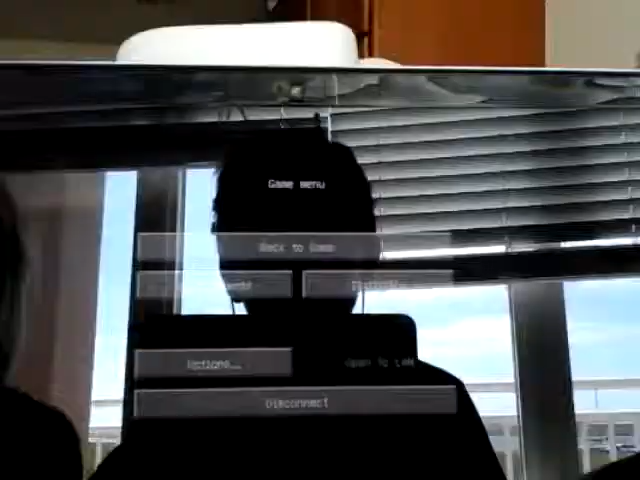 Game menu
Back to Game
Options...
Open to LAN
Disconnect